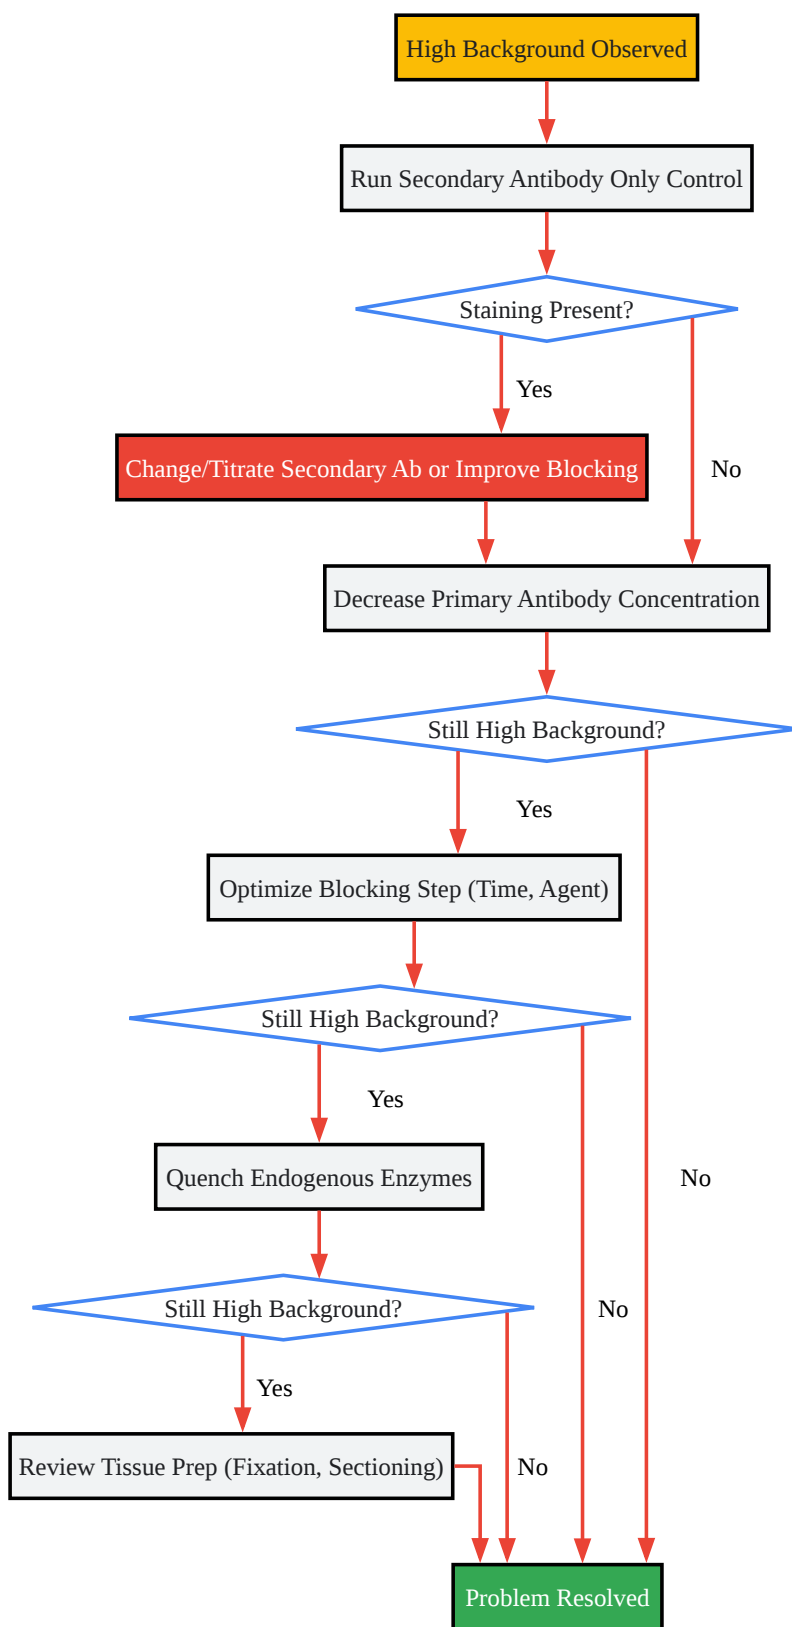 High Background Observed
Run Secondary Antibody Only Control
Staining Present?
Yes
Change/Titrate Secondary Ab or Improve Blocking
No
Decrease Primary Antibody Concentration
Still High Background?
Yes
Optimize Blocking Step (Time, Agent)
Still High Background?
Yes
Quench Endogenous Enzymes
No
Still High Background?
No
Yes
Review Tissue Prep (Fixation, Sectioning)
No
Problem Resolved